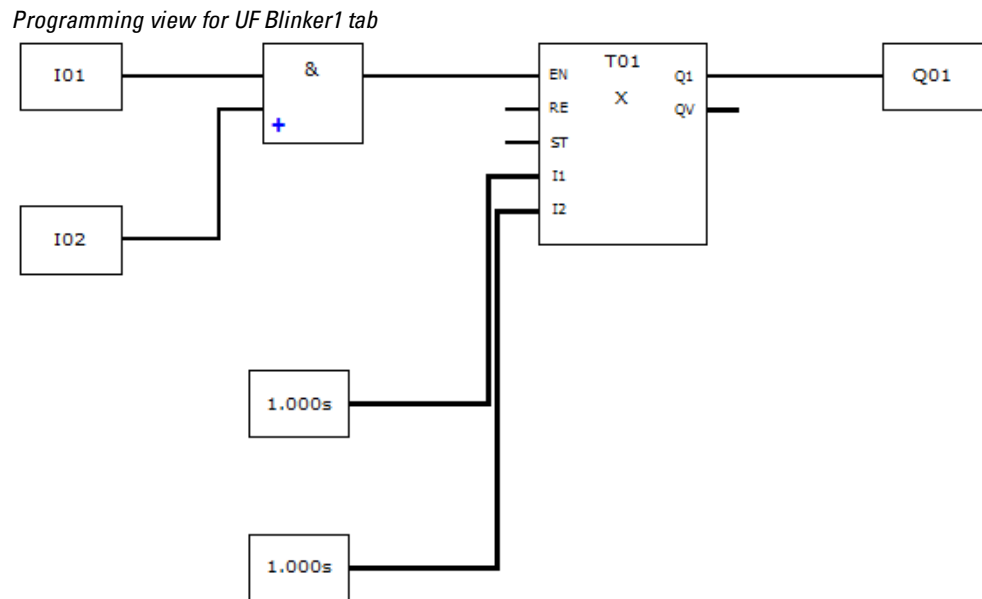 Programming view for UF Blinker1 tab
I01
&
+
T01
X
EN
RE
ST
I1
I2
Q1
QV
Q01
I02
1.000s
1.000s